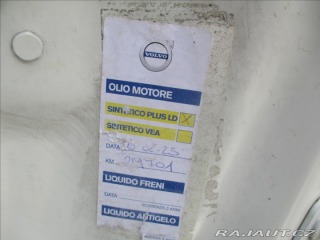 VOLVO
OLIO MOTORE
SINTETICO PLUS LD
SINTETICO VEA
DATA
KM
LIQUIDO FRENI
DATA
LIQUIDO ANTIGELO
RAJAUT.CZ